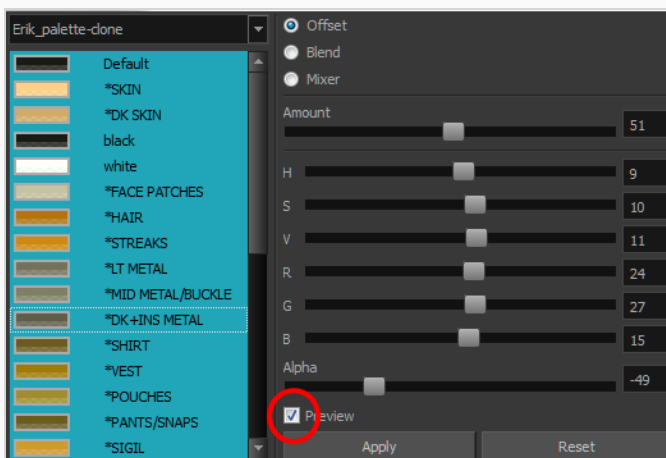 Erik_palette-clone
Default
*SKIN
*DK SKIN
black
white
*FACE PATCHES
*HAIR
*STREAKS
*LT METAL
*MID METAL/BUCKLE
*DK+INS METAL
*SHIRT
*VEST
*POUCHES
*PANTS/SNAPS
*SIGIL
Offset
Blend
Mixer
Amount
51
H 9
S 10
V 11
R 24
G 27
B 15
Alpha
-49
Preview
Apply Reset